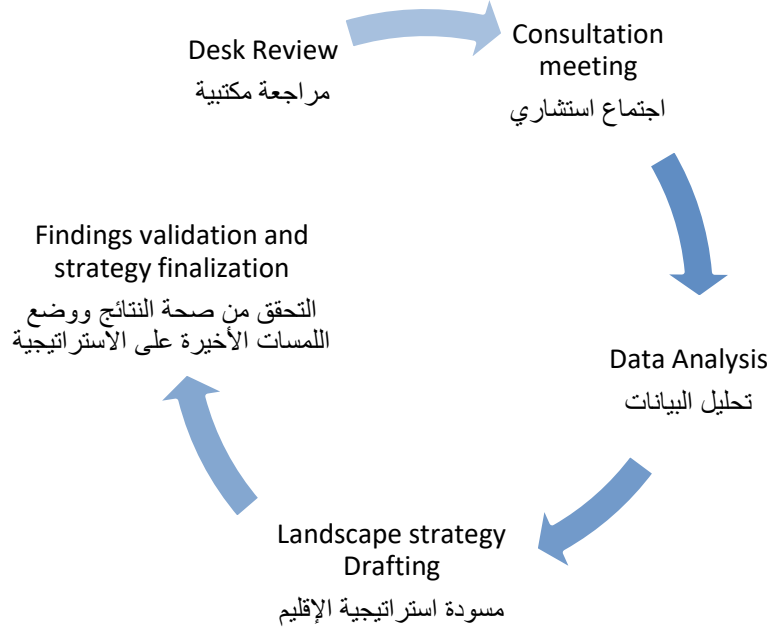 Desk Review
مراجعة مكتبية
Consultation
meeting
اجتماع استشاري
Data Analysis
تحليل البيانات
Landscape strategy
Drafting
مسودة استراتيجية الإقليم
Findings validation and
strategy finalization
التحقق من صحة النتائج ووضع
اللمسات الأخيرة على الاستراتيجية